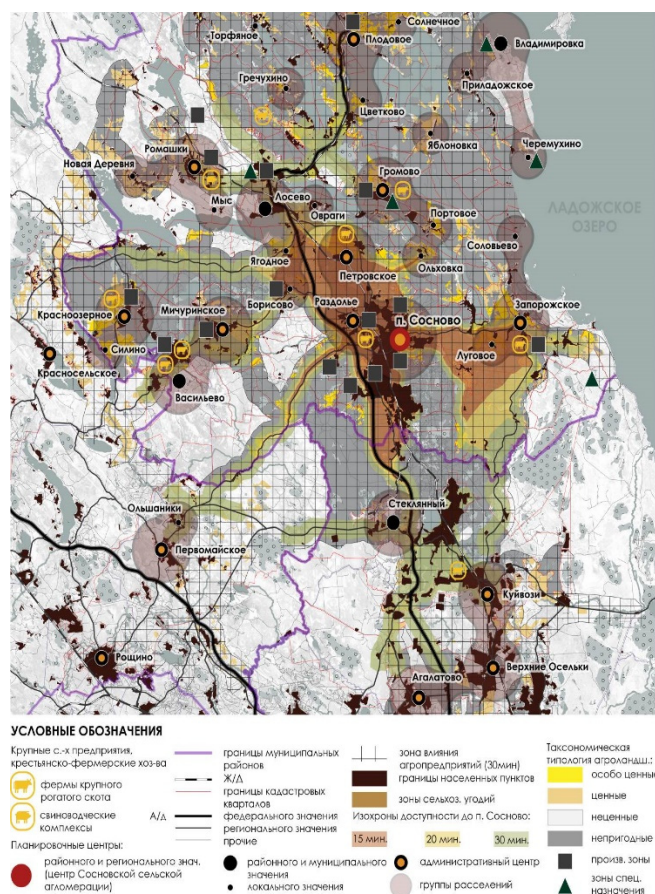 Торфяное
Солнечное
Плодовое
Владимировка
Гречухино
Приладожское
Цветково
Яблоновка
Черемухино
Ромашки
Новая Деревня
Громово
Мыс
Лосево
Овраги
Портовое
ЛАДОЖСКОЕ
ОЗЕРО
Соловьево
Ягодное
Петровское
Ольховка
Красноозерное
Мичуринское
Борисово
Раздолье
п. Сосново
Запорожское
Силино
Луговое
Красносельское
Васильево
Ольшаники
Стеклянный
Первомайское
Куйвози
Рощино
Верхние Осельки
Агалатово
УСЛОВНЫЕ ОБОЗНАЧЕНИЯ
Крупные с.-х предприятия,
крестьянско-фермерские хоз-ва
фермы крупного
рогатого скота
свиноводческие
комплексы
Планировочные центры:
районного и регионального знач.
(центр Сосновской сельской
агломерации)
границы муниципальных
районов
Ж/Д
границы кадастровых
кварталов
А/д
федерального значения
регионального значения
прочие
районного и муниципального
значения
локального значения
зона влияния
агропредприятий (30мин)
границы населенных пунктов
зоны сельхоз. угодий
Изохроны доступности до п. Сосново:
15 мин.
20 мин.
30 мин.
административный центр
группы расселений
Таксономическая
типология агроландш.:
особо ценные
ценные
неценные
непригодные
произв. зоны
зоны спец.
назначения